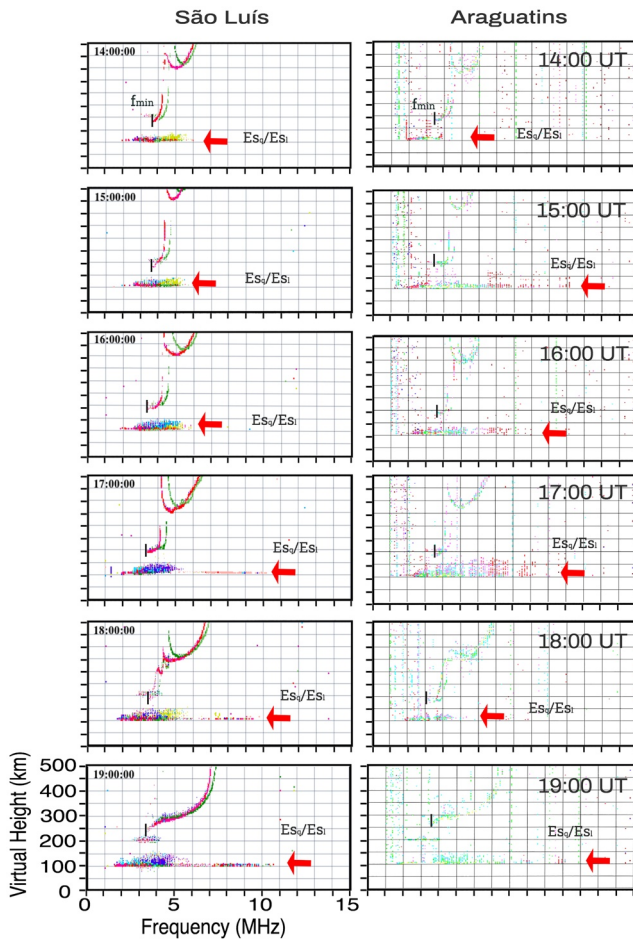 São Luís
Araguatins
14:00:00
14:00 UT
fmin
Esq/Esl
fmin
Esq/Esl
15:00:00
15:00 UT
Esq/Esl
Esq/Esl
16:00:00
16:00 UT
Esq/Esl
Esq/Esl
17:00:00
17:00 UT
Esq/Esl
Esq/Esl
18:00:00
18:00 UT
Esq/Esl
Esq/Esl
19:00:00
19:00 UT
Esq/Esl
Esq/Esl
Virtual Height (km)
500
400
300
200
100
0
0
5
10
15
Frequency (MHz)